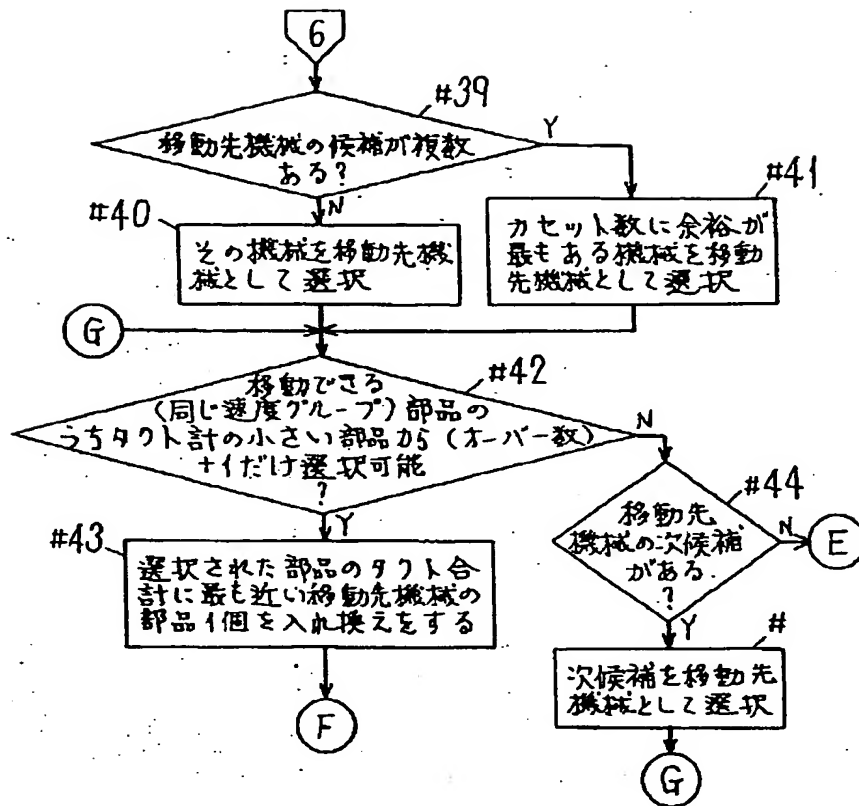 6
#39
移動先機械の候補が複数
ある?
Y
N
#40
その機械を移動先機
械として選択
#41
カセット数に余裕が
最もある機械を移動
先機械として選択
G
#42
移動できる
(同じ速度グループ)部品の
うちタクト計の小さい部品から(オーバー数)
+1だけ選択可能
?
N
Y
#43
選択された部品のタクト合
計に最も近い移動先機械の
部品1個を入れ換えをする
F
#44
移動先
機械の次候補
がある
?
N
E
Y
#
次候補を移動先
機械として選択
G